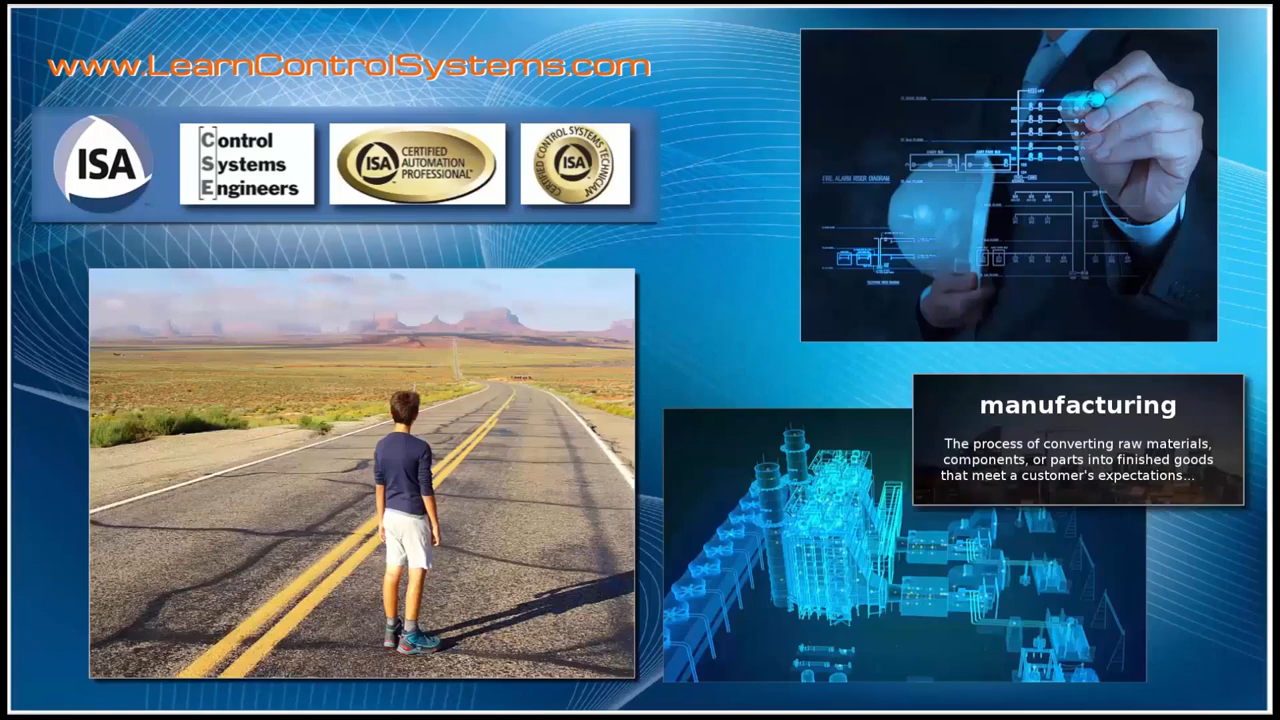 www.LearnControlSystems.com
ISA
[C]ontrol
Systems
Engineers
ISA
CERTIFIED
AUTOMATION
PROFESSIONAL
CERTIFIED CONTROL SYSTEMS TECHNICIAN
ISA
FIRE ALARM RISER DIAGRAM
manufacturing
The process of converting raw materials,
components, or parts into finished goods
that meet a customer's expectations...